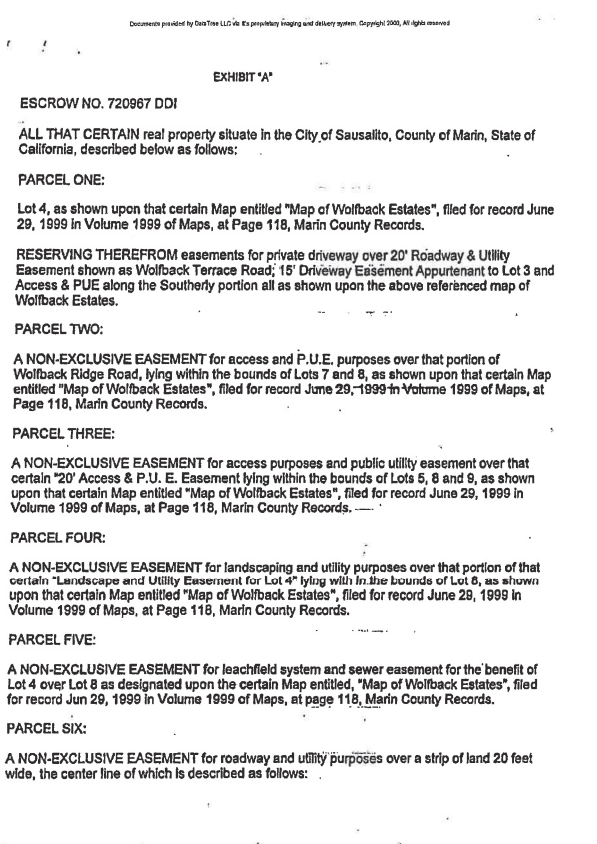 Documents provided by DataTree LLC via it's proprietary imaging and delivery system. Copyright 2000, All rights reserved
EXHIBIT "A"
ESCROW NO. 720967 DDI
ALL THAT CERTAIN real property situate in the City of Sausalito, County of Marin, State of
California, described below as follows:
PARCEL ONE:
Lot 4, as shown upon that certain Map entitled "Map of Wolfback Estates", filed for record June
29, 1999 in Volume 1999 of Maps, at Page 118, Marin County Records.
RESERVING THEREFROM easements for private driveway over 20' Roadway & Utility
Easement shown as Wolfback Terrace Road; 15' Driveway Easement Appurtenant to Lot 3 and
Access & PUE along the Southerly portion all as shown upon the above referenced map of
Wolfback Estates.
PARCEL TWO:
A NON-EXCLUSIVE EASEMENT for access and P.U.E. purposes over that portion of
Wolfback Ridge Road, lying within the bounds of Lots 7 and 8, as shown upon that certain Map
entitled "Map of Wolfback Estates", filed for record June 29, 1999 in Volume 1999 of Maps, at
Page 118, Marin County Records.
PARCEL THREE:
A NON-EXCLUSIVE EASEMENT for access purposes and public utility easement over that
certain "20' Access & P.U. E. Easement lying within the bounds of Lots 5, 8 and 9, as shown
upon that certain Map entitled "Map of Wolfback Estates", filed for record June 29, 1999 in
Volume 1999 of Maps, at Page 118, Marin County Records.
PARCEL FOUR:
A NON-EXCLUSIVE EASEMENT for landscaping and utility purposes over that portion of that
certain "Landscape and Utility Easement for Lot 4" lying with in the bounds of Lot 8, as shown
upon that certain Map entitled "Map of Wolfback Estates", filed for record June 29, 1999 in
Volume 1999 of Maps, at Page 118, Marin County Records.
PARCEL FIVE:
A NON-EXCLUSIVE EASEMENT for leachfield system and sewer easement for the benefit of
Lot 4 over Lot 8 as designated upon the certain Map entitled, "Map of Wolfback Estates", filed
for record Jun 29, 1999 in Volume 1999 of Maps, at page 118, Marin County Records.
PARCEL SIX:
A NON-EXCLUSIVE EASEMENT for roadway and utility purposes over a strip of land 20 feet
wide, the center line of which is described as follows: